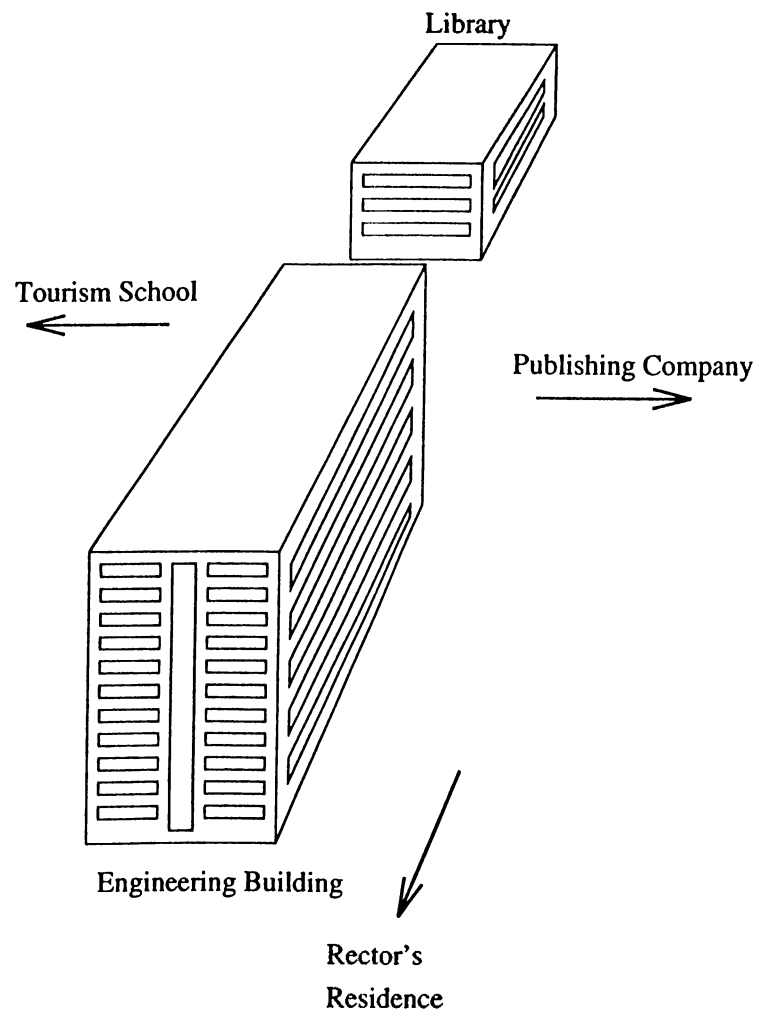 Library
Tourism School
Publishing Company
Engineering Building
Rector's
Residence